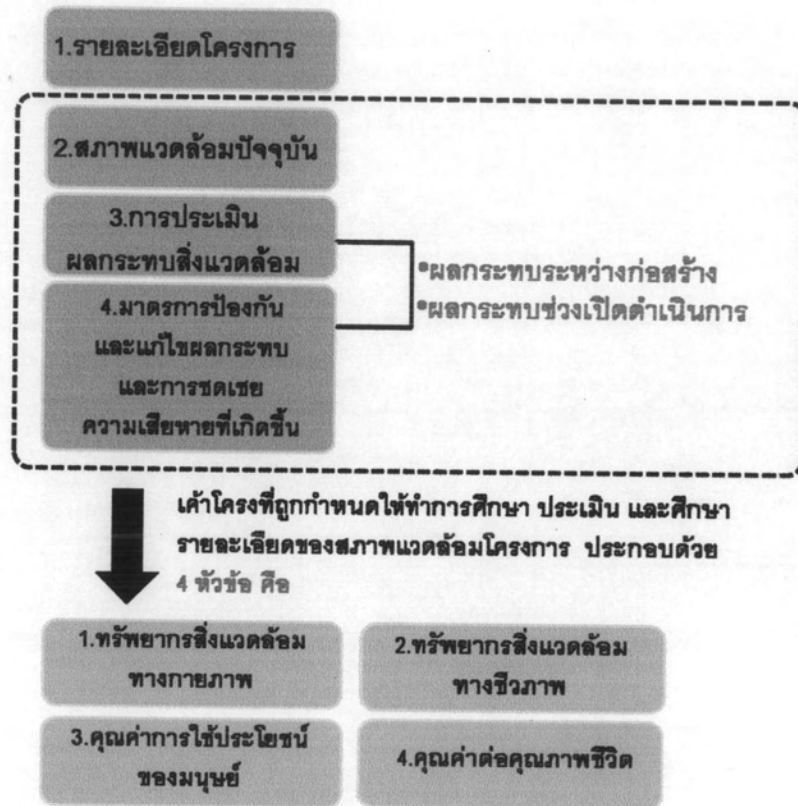 1.รายละเอียดโครงการ
2.สภาพแวดล้อมปัจจุบัน
3.การประเมิน
ผลกระทบสิ่งแวดล้อม
4.มาตรการป้องกัน
และแก้ไขผลกระทบ
และการชดเชย
ความเสียหายที่เกิดขึ้น
•ผลกระทบระหว่างก่อสร้าง
•ผลกระทบช่วงเปิดดำเนินการ
เค้าโครงที่ถูกกำหนดให้ทำการศึกษา ประเมิน และศึกษา
รายละเอียดของสภาพแวดล้อมโครงการ ประกอบด้วย
4 หัวข้อ คือ
1.ทรัพยากรสิ่งแวดล้อม
ทางกายภาพ
2.ทรัพยากรสิ่งแวดล้อม
ทางชีวภาพ
3.คุณค่าการใช้ประโยชน์
ของมนุษย์
4.คุณค่าต่อคุณภาพชีวิต